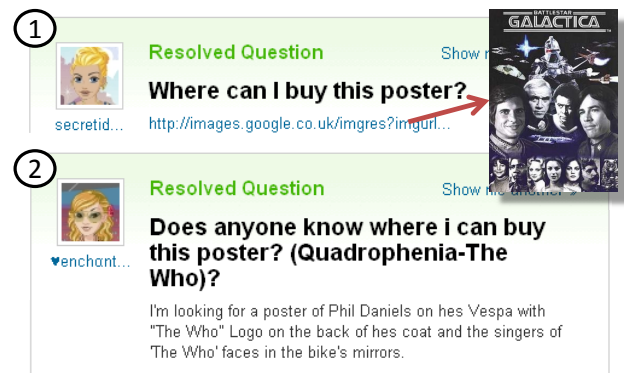 1
BATTLESTAR
GALACTICA
Resolved Question
Show
Where can I buy this poster?
secretid...
http://images.google.co.uk/imgres?imgurl...
2
Resolved Question
Show me another »
Does anyone know where i can buy
this poster? (Quadrophenia-The
Who)?
♥enchαnt...
I'm looking for a poster of Phil Daniels on hes Vespa with
"The Who" Logo on the back of hes coat and the singers of
'The Who' faces in the bike's mirrors.